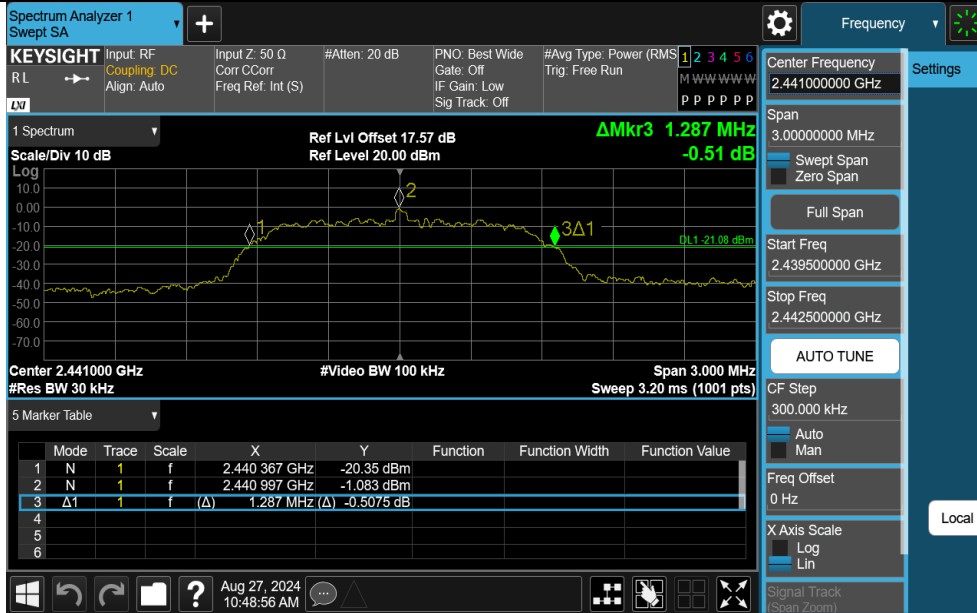 Spectrum Analyzer 1
Swept SA
+
Frequency
KEYSIGHT
R L
LXI
Input: RF
Coupling: DC
Align: Auto
Input Z: 50 Ω
Corr CCorr
Freq Ref: Int (S)
#Atten: 20 dB
PNO: Best Wide
Gate: Off
IF Gain: Low
Sig Track: Off
#Avg Type: Power (RMS
Trig: Free Run
1 2 3 4 5 6
M W W W W W
P P P P P P
1 Spectrum
Scale/Div 10 dB
Ref Lvl Offset 17.57 dB
Ref Level 20.00 dBm
ΔMkr3 1.287 MHz
-0.51 dB
Log
10.0
0.00
-10.0
-20.0
-30.0
-40.0
-50.0
-60.0
-70.0
1
2
3Δ1
DL1 -21.08 dBm
Center 2.441000 GHz
#Video BW 100 kHz
Span 3.000 MHz
#Res BW 30 kHz
Sweep 3.20 ms (1001 pts)
5 Marker Table
Mode Trace Scale X Y Function Function Width Function Value
1 N 1 f 2.440 367 GHz -20.35 dBm
2 N 1 f 2.440 997 GHz -1.083 dBm
3 Δ1 1 f (Δ) 1.287 MHz (Δ) -0.5075 dB
4
5
6
?
Aug 27, 2024
10:48:56 AM
Center Frequency
2.441000000 GHz
Span
3.00000000 MHz
Swept Span
Zero Span
Full Span
Start Freq
2.439500000 GHz
Stop Freq
2.442500000 GHz
AUTO TUNE
CF Step
300.000 kHz
Auto
Man
Freq Offset
0 Hz
X Axis Scale
Log
Lin
Signal Track
(Span Zoom)
Settings
Local